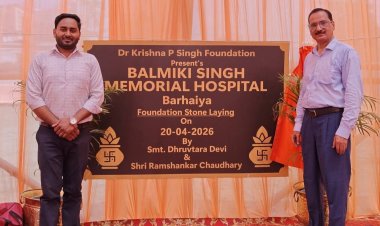 Dr Krishna P Singh Foundation
Present's
BALMIKI SINGH
MEMORIAL HOSPITAL
Barhaiya
Foundation Stone Laying
On
20-04-2026
By
Smt. Dhruvtara Devi
&
Shri Ramshankar Chaudhary